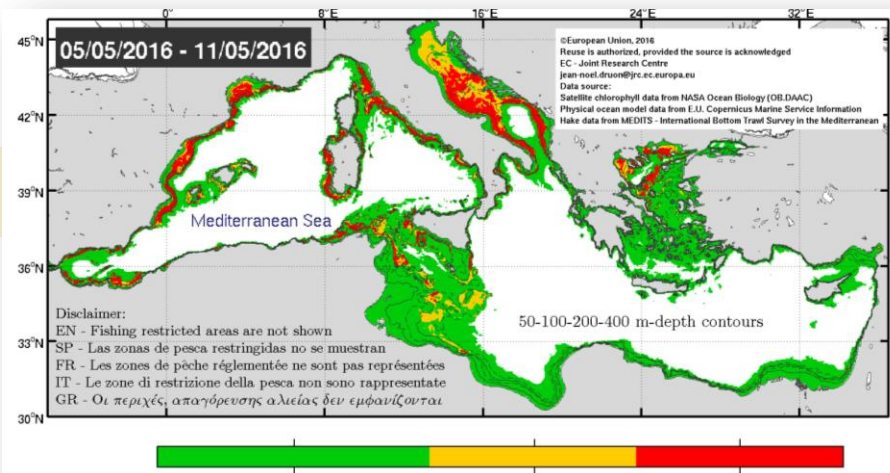 0°
8°E
16°E
24°E
32°E
45°N
42°N
39°N
36°N
33°N
30°N
05/05/2016 - 11/05/2016
©European Union, 2016
Reuse is authorized, provided the source is acknowledged
EC - Joint Research Centre
jean-noel.druon@jrc.ec.europa.eu
Data source:
Satellite chlorophyll data from NASA Ocean Biology (OB.DAAC)
Physical ocean model data from E.U. Copernicus Marine Service Information
Hake data from MEDITS - International Bottom Trawl Survey in the Mediterranean
Mediterranean Sea
50-100-200-400 m-depth contours
Disclaimer:
EN - Fishing restricted areas are not shown
SP - Las zonas de pesca restringidas no se muestran
FR - Les zones de pèche réglementée ne sont pas représentées
IT - Le zone di restrizione della pesca non sono rappresentate
GR - Οι περιχές, απαγόρευσης αλιείας δεν εμφανίζονται